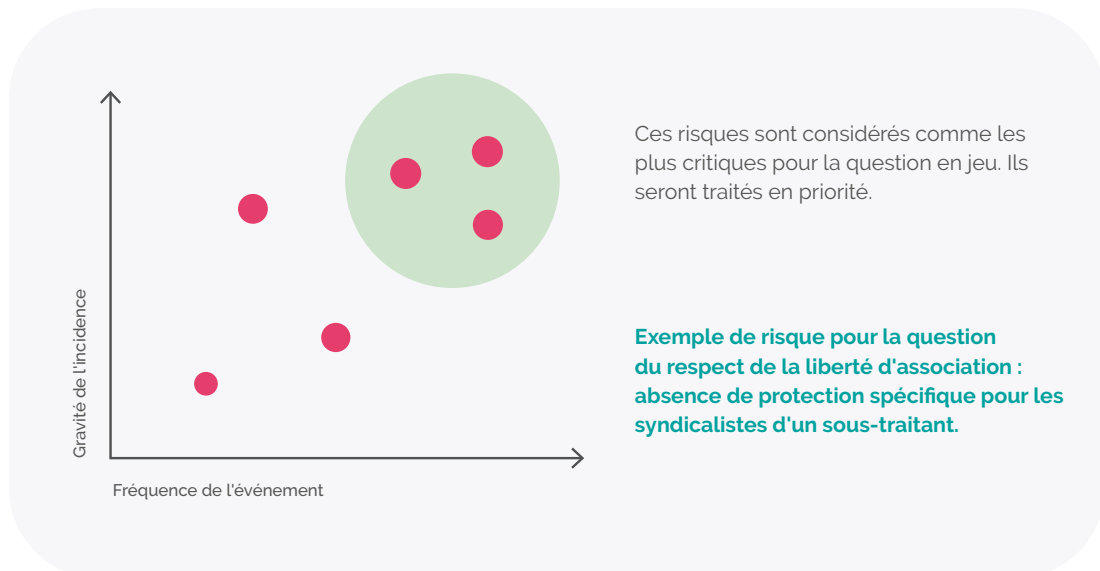 Ces risques sont considérés comme les
plus critiques pour la question en jeu. Ils
seront traités en priorité.
Gravité de l'incidence
Exemple de risque pour la question
du respect de la liberté d'association :
absence de protection spécifique pour les
syndicalistes d'un sous-traitant.
Fréquence de l'événement